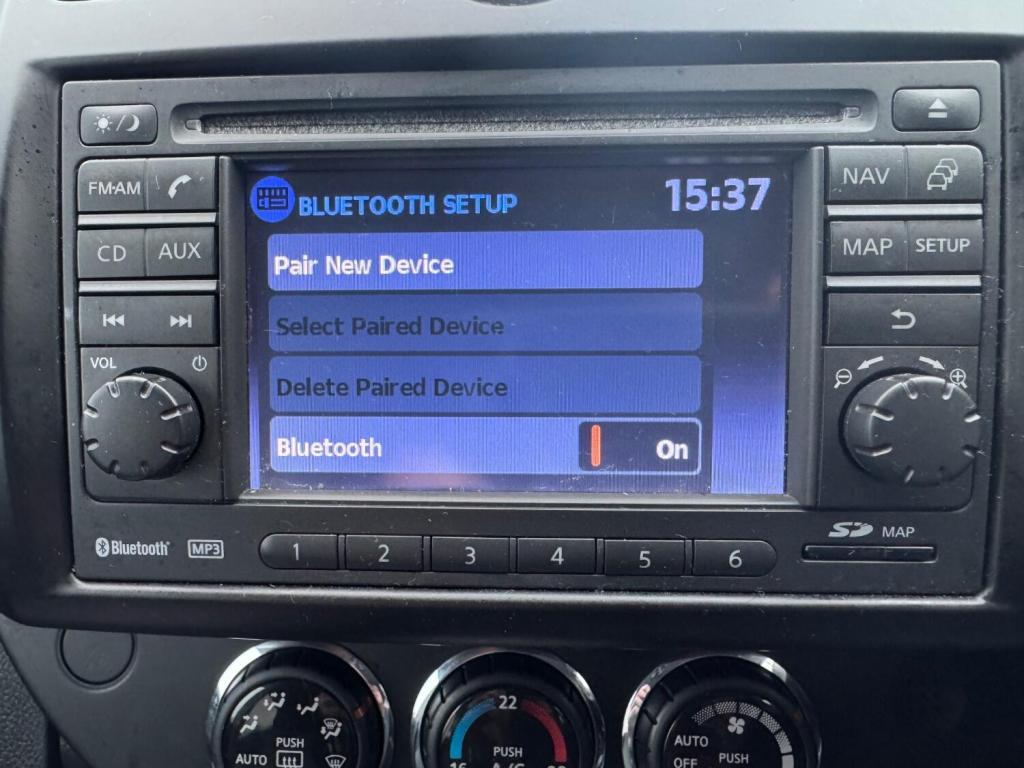 FM·AM
CD AUX
VOL
BLUETOOTH SETUP 15:37
Pair New Device
Select Paired Device
Delete Paired Device
Bluetooth On
NAV
MAP SETUP
Bluetooth® MP3
1 2 3 4 5 6
SD MAP
PUSH
AUTO
22
PUSH
A/C
AUTO
OFF PUSH